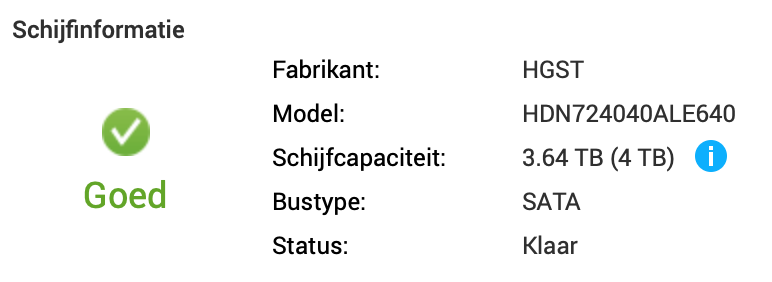 Schijfinformatie
Goed
Fabrikant: HGST
Model: HDN724040ALE640
Schijfcapaciteit: 3.64 TB (4 TB) i
Bustype: SATA
Status: Klaar